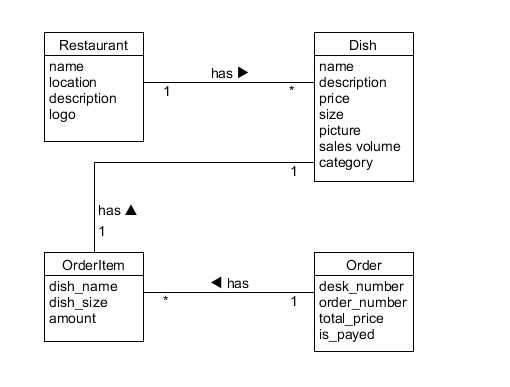 Restaurant
name
location
description
logo
has ▶
1
*
Dish
name
description
price
size
picture
sales volume
category
1
has ▲
1
OrderItem
dish_name
dish_size
amount
◀ has
*
1
Order
desk_number
order_number
total_price
is_payed